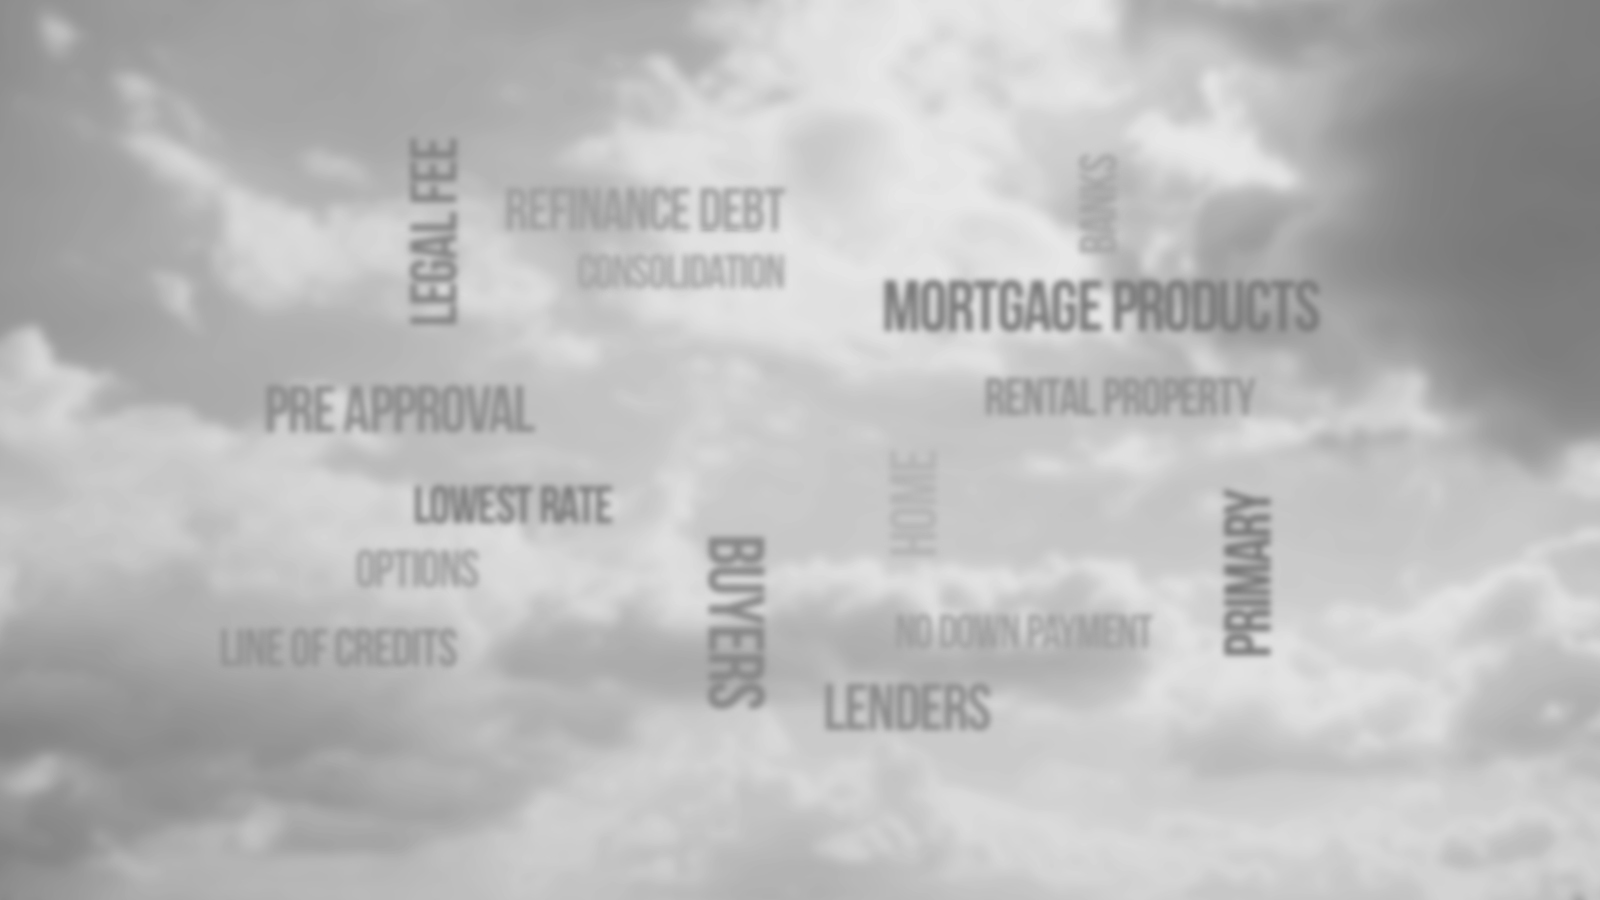 LEGAL FEE
REFINANCE DEBT
CONSOLIDATION
BANKS
MORTGAGE PRODUCTS
PRE APPROVAL
RENTAL PROPERTY
LOWEST RATE
HOME
PRIMARY
OPTIONS
BUYERS
LINE OF CREDITS
NO DOWN PAYMENT
LENDERS